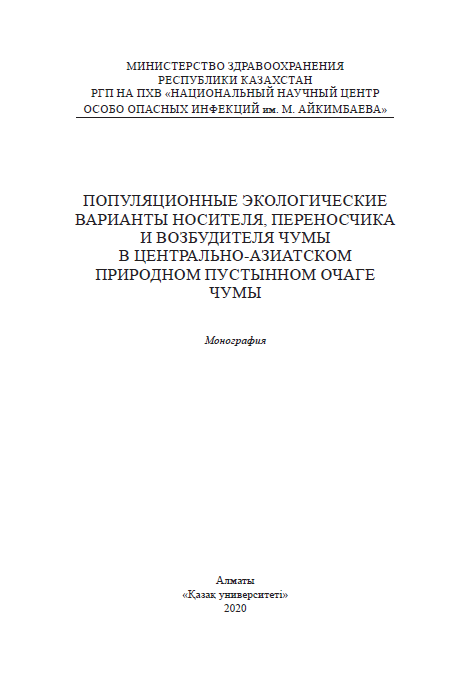 МИНИСТЕРСТВО ЗДРАВООХРАНЕНИЯ
РЕСПУБЛИКИ КАЗАХСТАН
РГП НА ПХВ «НАЦИОНАЛЬНЫЙ НАУЧНЫЙ ЦЕНТР
ОСОБО ОПАСНЫХ ИНФЕКЦИЙ им. М. АЙКИМБАЕВА»
ПОПУЛЯЦИОННЫЕ ЭКОЛОГИЧЕСКИЕ
ВАРИАНТЫ НОСИТЕЛЯ, ПЕРЕНОСЧИКА
И ВОЗБУДИТЕЛЯ ЧУМЫ
В ЦЕНТРАЛЬНО-АЗИАТСКОМ
ПРИРОДНОМ ПУСТЫННОМ ОЧАГЕ
ЧУМЫ
Монография
Алматы
«Қазақ университеті»
2020